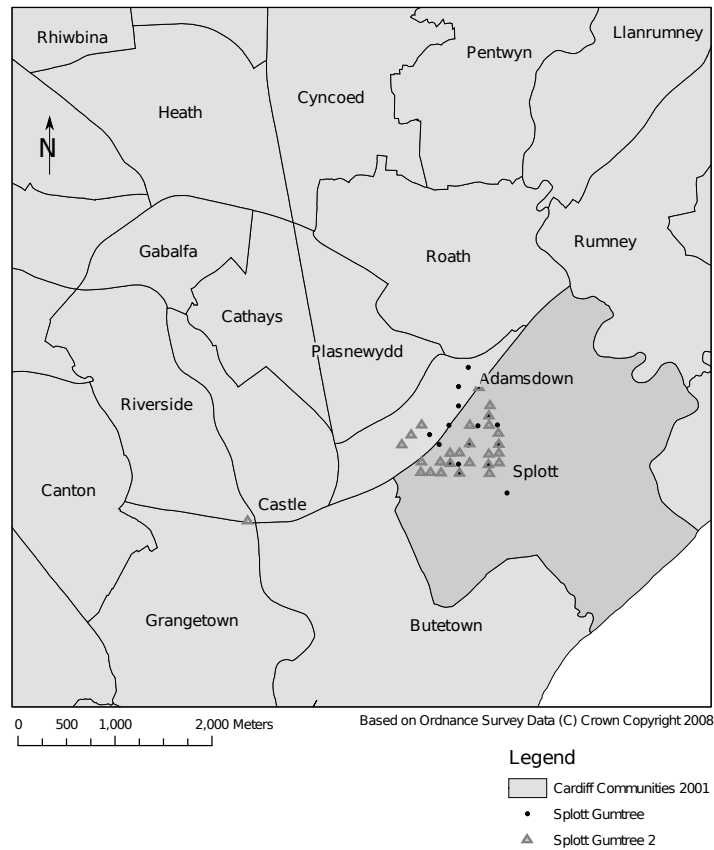 Rhiwbina
Llanrumney
Pentwyn
Cyncoed
Heath
N
Rumney
Gabalfa
Roath
Cathays
Plasnewydd
Adamsdown
Riverside
Splott
Canton
Castle
Grangetown
Butetown
0 500 1,000 2,000 Meters
Based on Ordnance Survey Data (C) Crown Copyright 2008
Legend
Cardiff Communities 2001
Splott Gumtree
Splott Gumtree 2